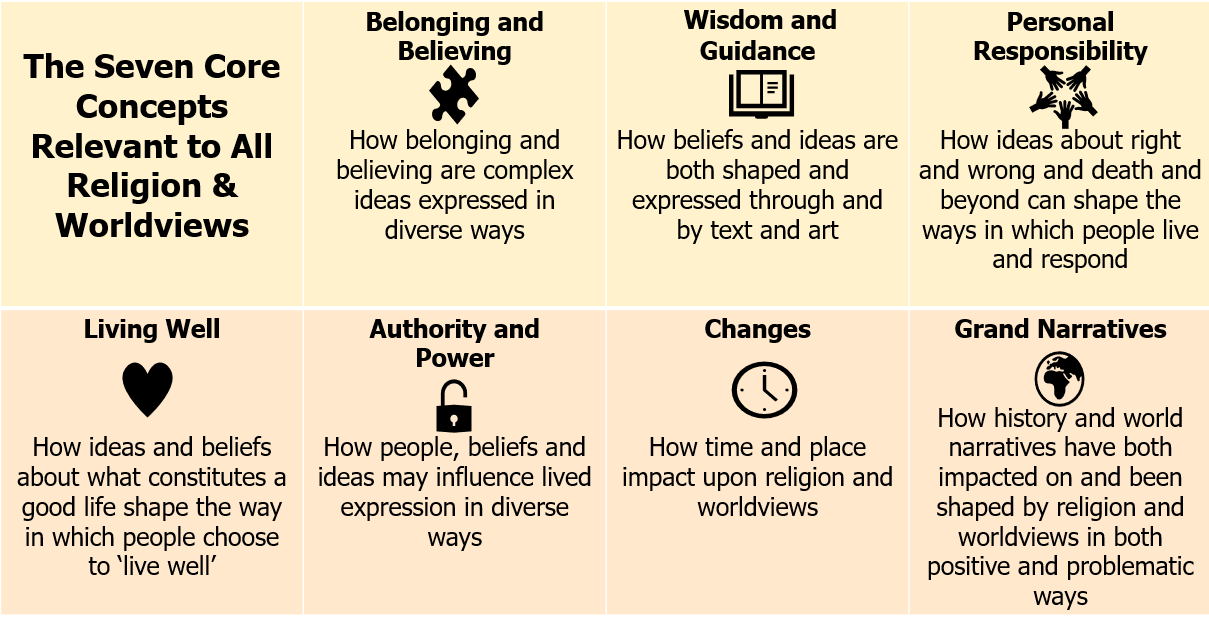 The Seven Core
Concepts
Relevant to All
Religion &
Worldviews
Belonging and
Believing
How belonging and
believing are complex
ideas expressed in
diverse ways
Wisdom and
Guidance
How beliefs and ideas are
both shaped and
expressed through and
by text and art
Personal
Responsibility
How ideas about right
and wrong and death and
beyond can shape the
ways in which people live
and respond
Living Well
How ideas and beliefs
about what constitutes a
good life shape the way
in which people choose
to ‘live well’
Authority and
Power
How people, beliefs and
ideas may influence lived
expression in diverse
ways
Changes
How time and place
impact upon religion and
worldviews
Grand Narratives
How history and world
narratives have both
impacted on and been
shaped by religion and
worldviews in both
positive and problematic
ways